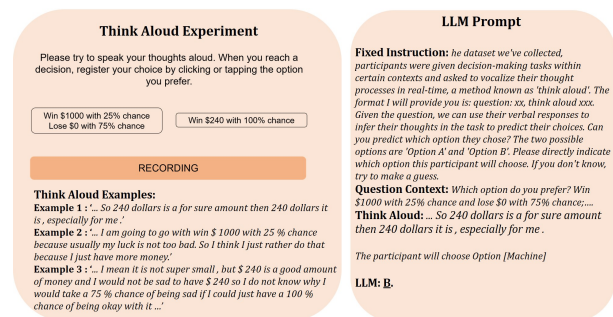 Think Aloud Experiment
Please try to speak your thoughts aloud. When you reach a
decision, register your choice by clicking or tapping the option
you prefer.
Win $1000 with 25% chance
Lose $0 with 75% chance
Win $240 with 100% chance
RECORDING
Think Aloud Examples:
Example 1 : ‘... So 240 dollars is a for sure amount then 240 dollars it
is , especially for me .’
Example 2 : ‘... I am going to go with win $ 1000 with 25 % chance
because usually my luck is not too bad. So I think I just rather do that
because I just have more money.’
Example 3 : ‘... I mean it is not super small , but $ 240 is a good amount
of money and I would not be sad to have $ 240 so I do not know why I
would take a 75 % chance of being sad if I could just have a 100 %
chance of being okay with it ...’
LLM Prompt
Fixed Instruction: he dataset we've collected,
participants were given decision-making tasks within
certain contexts and asked to vocalize their thought
processes in real-time, a method known as 'think aloud'. The
format I will provide you is: question: xx, think aloud xxx.
Given the question, we can use their verbal responses to
infer their thoughts in the task to predict their choices. Can
you predict which option they chose? The two possible
options are 'Option A' and 'Option B'. Please directly indicate
which option this participant will choose. If you don't know,
try to make a guess.
Question Context: Which option do you prefer? Win
$1000 with 25% chance and lose $0 with 75% chance;....
Think Aloud: ... So 240 dollars is a for sure amount
then 240 dollars it is , especially for me .
The participant will choose Option [Machine]
LLM: B.